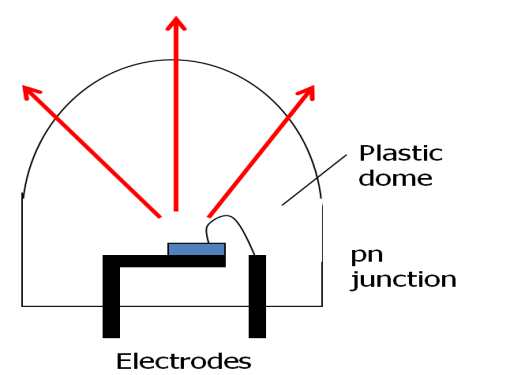 Plastic
dome
pn
junction
Electrodes